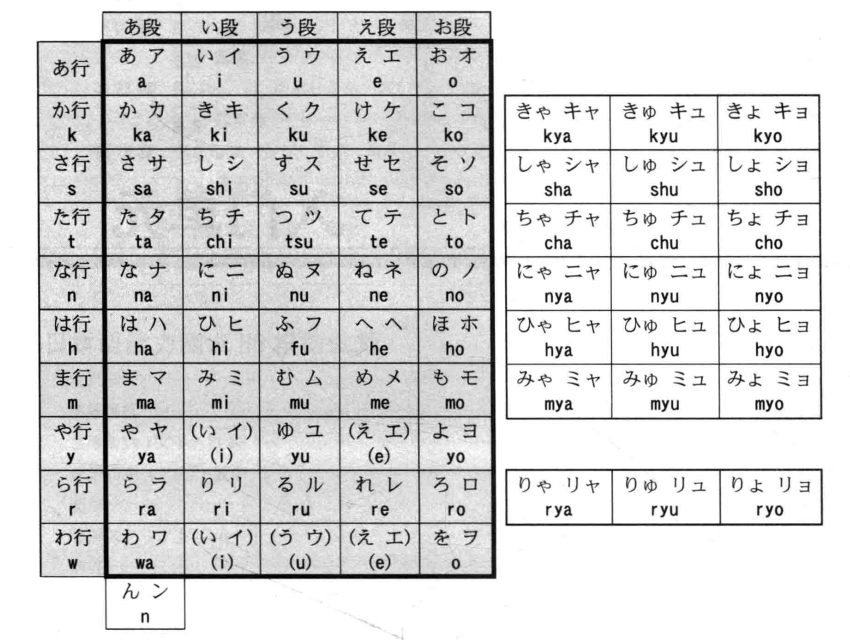 あ段 い段 う段 え段 お段
あ行 あ ア い イ う ウ え エ お オ
a i u e o
か行 か カ き キ く ク け ケ こ コ きゃ キャ きゅ キュ きょ キョ
k ka ki ku ke ko kya kyu kyo
さ行 さ サ し シ す ス せ セ そ ソ しゃ シャ しゅ シュ しょ ショ
s sa shi su se so sha shu sho
た行 た タ ち チ つ ツ て テ と ト ちゃ チャ ちゅ チュ ちょ チョ
t ta chi tsu te to cha chu cho
な行 な ナ に ニ ぬ ヌ ね ネ の ノ にゃ ニャ にゅ ニュ にょ ニョ
n na ni nu ne no nya nyu nyo
は行 は ハ ひ ヒ ふ フ へ ヘ ほ ホ ひゃ ヒャ ひゅ ヒュ ひょ ヒョ
h ha hi fu he ho hya hyu hyo
ま行 ま マ み ミ む ム め メ も モ みゃ ミャ みゅ ミュ みょ ミョ
m ma mi mu me mo mya myu myo
や行 や ヤ (い イ) ゆ ユ (え エ) よ ヨ
y ya (i) yu (e) yo
ら行 ら ラ り リ る ル れ レ ろ ロ りゃ リャ りゅ リュ りょ リョ
r ra ri ru re ro rya ryu ryo
わ行 わ ワ (い イ) (う ウ) (え エ) を ヲ
w wa (i) (u) (e) o
ん ン
n